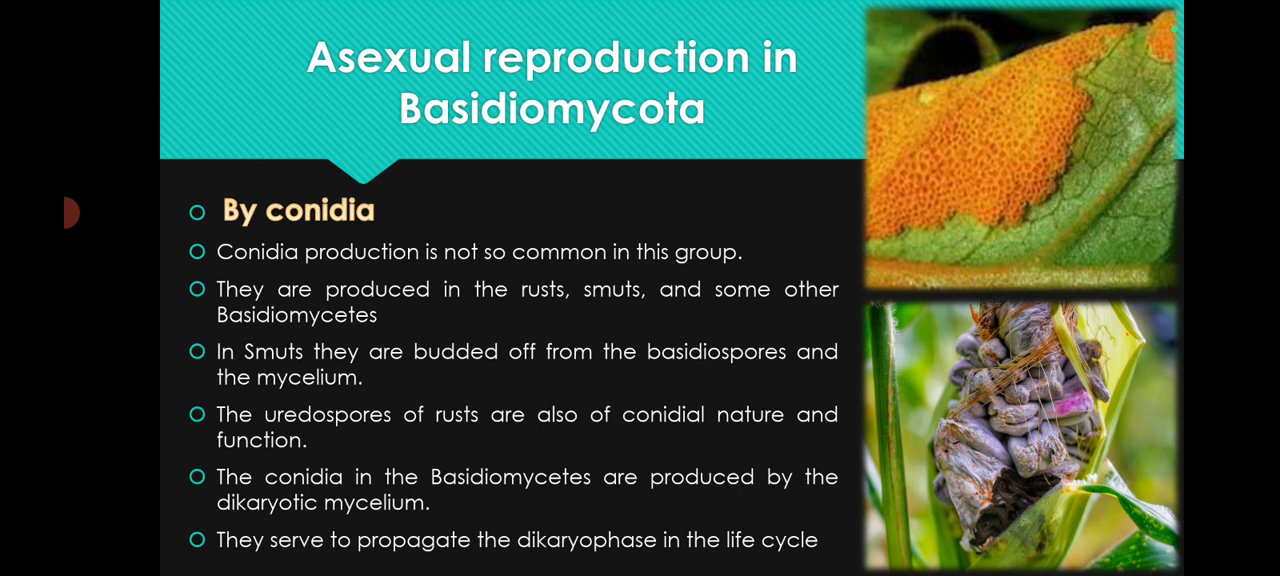 Asexual reproduction in
Basidiomycota
By conidia
Conidia production is not so common in this group.
They are produced in the rusts, smuts, and some other
Basidiomycetes
In Smuts they are budded off from the basidiospores and
the mycelium.
The uredospores of rusts are also of conidial nature and
function.
The conidia in the Basidiomycetes are produced by the
dikaryotic mycelium.
They serve to propagate the dikaryophase in the life cycle